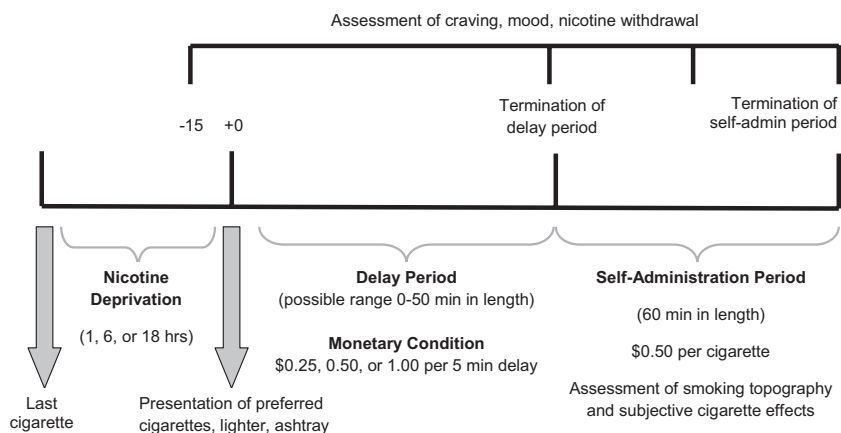 Assessment of craving, mood, nicotine withdrawal
-15 +0
Termination of
delay period
Termination of
self-admin period
Nicotine
Deprivation
(1, 6, or 18 hrs)
Delay Period
(possible range 0-50 min in length)
Monetary Condition
$0.25, 0.50, or 1.00 per 5 min delay
Self-Administration Period
(60 min in length)
$0.50 per cigarette
Assessment of smoking topography
and subjective cigarette effects
Last
cigarette
Presentation of preferred
cigarettes, lighter, ashtray